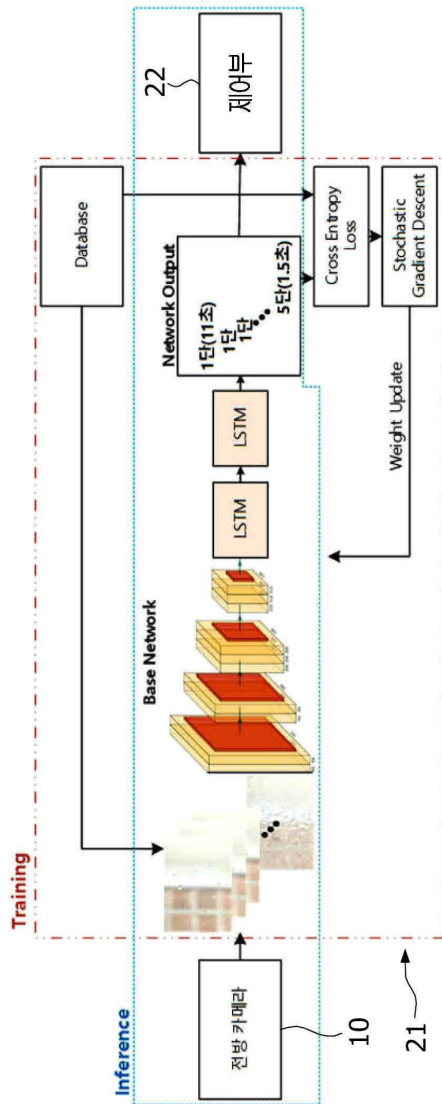 Training
Inference
Database
Base Network
Network Output
전방 카메라
10
LSTM
LSTM
1단(11초)
1단
1단
5단(1.5초)
제어부
22
Cross Entropy
Loss
Stochastic
Gradient Descent
Weight Update
21